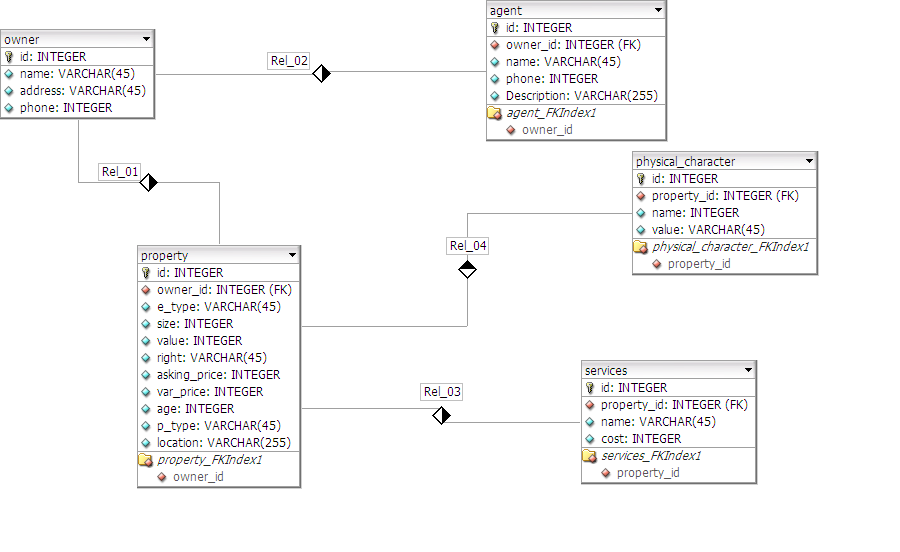 owner
id: INTEGER
name: VARCHAR(45)
address: VARCHAR(45)
phone: INTEGER
Rel_02
agent
id: INTEGER
owner_id: INTEGER (FK)
name: VARCHAR(45)
phone: INTEGER
Description: VARCHAR(255)
agent_FKIndex1
owner_id
Rel_01
physical_character
id: INTEGER
property_id: INTEGER (FK)
name: INTEGER
value: VARCHAR(45)
physical_character_FKIndex1
property_id
Rel_04
property
id: INTEGER
owner_id: INTEGER (FK)
e_type: VARCHAR(45)
size: INTEGER
value: INTEGER
right: VARCHAR(45)
asking_price: INTEGER
var_price: INTEGER
age: INTEGER
p_type: VARCHAR(45)
location: VARCHAR(255)
property_FKIndex1
owner_id
Rel_03
services
id: INTEGER
property_id: INTEGER (FK)
name: VARCHAR(45)
cost: INTEGER
services_FKIndex1
property_id